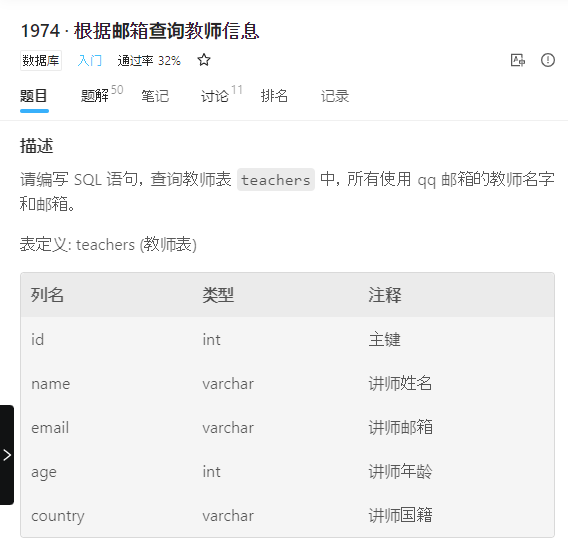 1974 · 根据邮箱查询教师信息
数据库 入门 通过率 32%
题目 题解 50 笔记 讨论 11 排名 记录
描述
请编写 SQL 语句，查询教师表 teachers 中，所有使用 qq 邮箱的教师名字
和邮箱。
表定义: teachers (教师表)
列名 类型 注释
id int 主键
name varchar 讲师姓名
email varchar 讲师邮箱
age int 讲师年龄
country varchar 讲师国籍